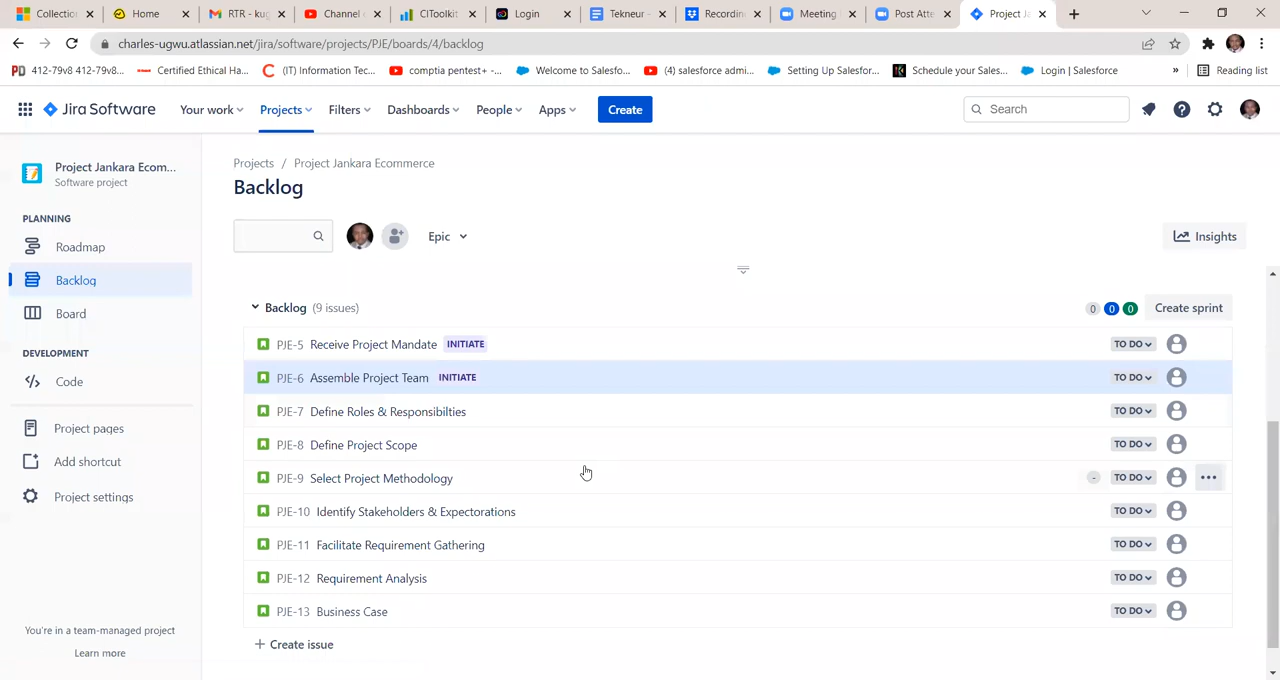 Collection
Home
Gmail RTR - kug
Channel c
CIToolkit
Login
Tekneur -
Recordin
Meeting
Post Atte
Project J
charles-ugwu.atlassian.net/jira/software/projects/PJE/boards/4/backlog
PD 412-79v8 412-79v8...
Certified Ethical Ha...
(IT) Information Tec...
comptia pentest+ -...
Welcome to Salesfo...
(4) salesforce admi...
Setting Up Salesfor...
Schedule your Sales...
Login | Salesforce
»
Reading list
Jira Software
Your work
Projects
Filters
Dashboards
People
Apps
Create
Search
Project Jankara Ecom...
Software project
PLANNING
Roadmap
Backlog
Board
DEVELOPMENT
Code
Project pages
Add shortcut
Project settings
You're in a team-managed project
Learn more
Projects / Project Jankara Ecommerce
Backlog
Epic
Insights
Backlog (9 issues)
0 0 0 Create sprint
PJE-5 Receive Project Mandate INITIATE TO DO
PJE-6 Assemble Project Team INITIATE TO DO
PJE-7 Define Roles & Responsibilties TO DO
PJE-8 Define Project Scope TO DO
PJE-9 Select Project Methodology - TO DO
PJE-10 Identify Stakeholders & Expectorations TO DO
PJE-11 Facilitate Requirement Gathering TO DO
PJE-12 Requirement Analysis TO DO
PJE-13 Business Case TO DO
+ Create issue